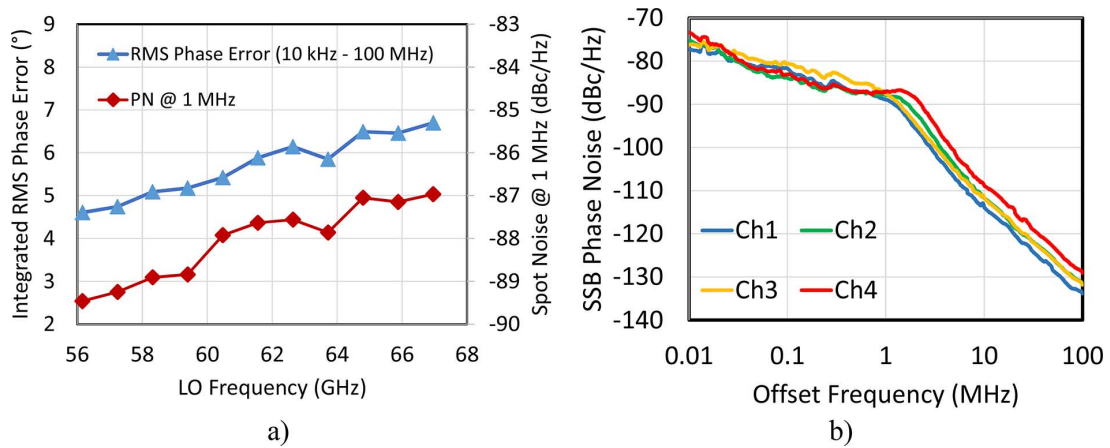 Integrated RMS Phase Error (°)
9
8
7
6
5
4
3
2
RMS Phase Error (10 kHz - 100 MHz)
PN @ 1 MHz
56 58 60 62 64 66 68
LO Frequency (GHz)
-83
-84
-85
-86
-87
-88
-89
-90
Spot Noise @ 1 MHz (dBc/Hz)
a)
SSB Phase Noise (dBc/Hz)
-70
-80
-90
-100
-110
-120
-130
-140
Ch1 Ch2
Ch3 Ch4
0.01 0.1 1 10 100
Offset Frequency (MHz)
b)